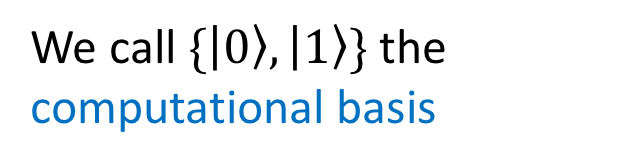 We call {|0⟩, |1⟩} the
computational basis